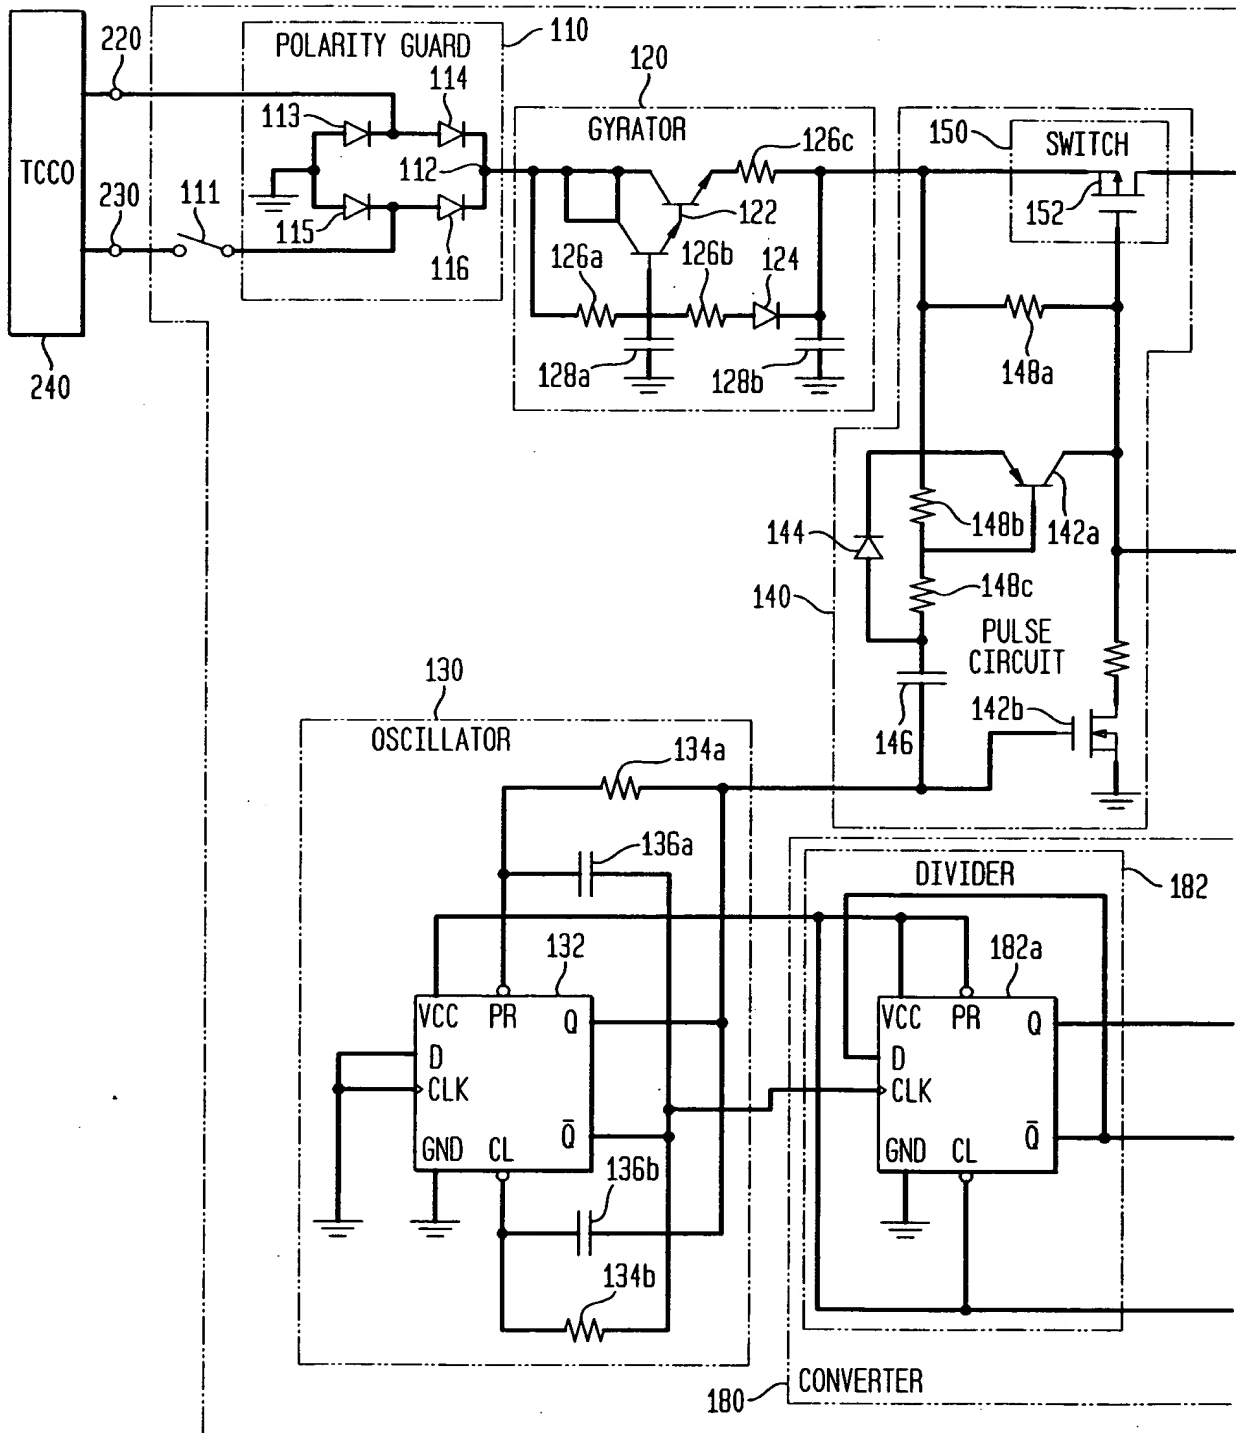 220
POLARITY GUARD
110
114
113
120
GYRATOR
126c
150
SWITCH
TCCO
112
230
111
115
116
122
152
126a
126b
124
128a
128b
148a
240
144
148b
142a
148c
140
PULSE
CIRCUIT
130
142b
146
OSCILLATOR
134a
136a
DIVIDER
182
132
182a
VCC PR Q
D
CLK
GND CL Q̅
VCC PR Q
D
CLK
GND CL Q̅
136b
134b
180
CONVERTER